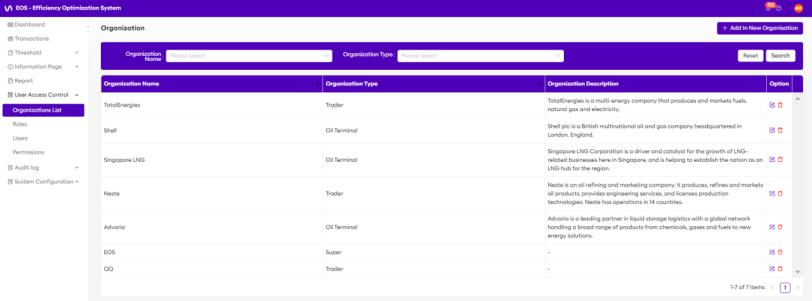 EOS - Efficiency Optimization System
AD
Dashboard
Transactions
Threshold
Information Page
Report
User Access Control
Organizations List
Roles
Users
Permissions
Audit log
System Configuration
Organization
+ Add In New Organisation
Organization Name
Please select
Organization Type:
Please select
Reset
Search
Organization Name
Organization Type
Organization Description
Option
TotalEnergies
Trader
TotalEnergies is a multi-energy company that produces and markets fuels,
natural gas and electricity.
Shell
Oil Terminal
Shell plc is a British multinational oil and gas company headquartered in
London, England.
Singapore LNG
Oil Terminal
Singapore LNG Corporation is a driver and catalyst for the growth of LNG-
related businesses here in Singapore, and is helping to establish the nation as an
LNG hub for the region.
Neste
Trader
Neste is an oil refining and marketing company. It produces, refines and markets
oil products, provides engineering services, and licenses production
technologies. Neste has operations in 14 countries.
Advario
Oil Terminal
Advario is a leading partner in liquid storage logistics with a global network
handling a broad range of products from chemicals, gases and fuels to new
energy solutions.
EOS
Super
-
QQ
Trader
-
1-7 of 7 items
1